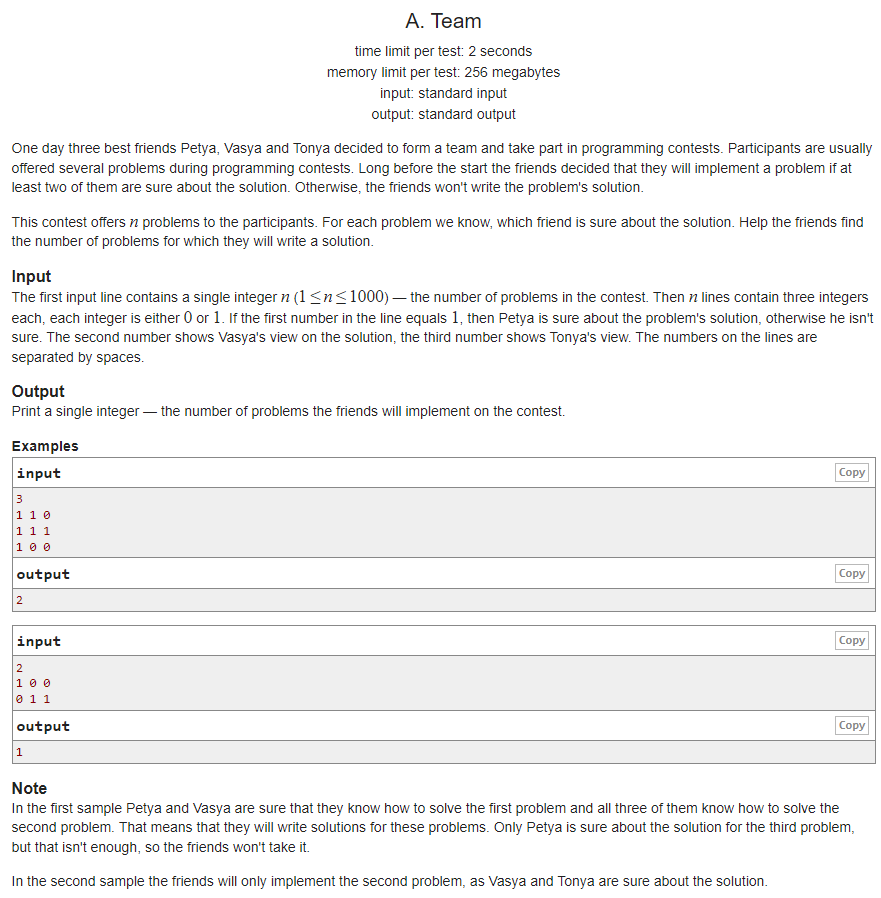 A. Team
time limit per test: 2 seconds
memory limit per test: 256 megabytes
input: standard input
output: standard output
One day three best friends Petya, Vasya and Tonya decided to form a team and take part in programming contests. Participants are usually
offered several problems during programming contests. Long before the start the friends decided that they will implement a problem if at
least two of them are sure about the solution. Otherwise, the friends won't write the problem's solution.
This contest offers n problems to the participants. For each problem we know, which friend is sure about the solution. Help the friends find
the number of problems for which they will write a solution.
Input
The first input line contains a single integer n (1 ≤ n ≤ 1000) — the number of problems in the contest. Then n lines contain three integers
each, each integer is either 0 or 1. If the first number in the line equals 1, then Petya is sure about the problem's solution, otherwise he isn't
sure. The second number shows Vasya's view on the solution, the third number shows Tonya's view. The numbers on the lines are
separated by spaces.
Output
Print a single integer — the number of problems the friends will implement on the contest.
Examples
input Copy
3
1 1 0
1 1 1
1 0 0
output Copy
2
input Copy
2
1 0 0
0 1 1
output Copy
1
Note
In the first sample Petya and Vasya are sure that they know how to solve the first problem and all three of them know how to solve the
second problem. That means that they will write solutions for these problems. Only Petya is sure about the solution for the third problem,
but that isn't enough, so the friends won't take it.
In the second sample the friends will only implement the second problem, as Vasya and Tonya are sure about the solution.